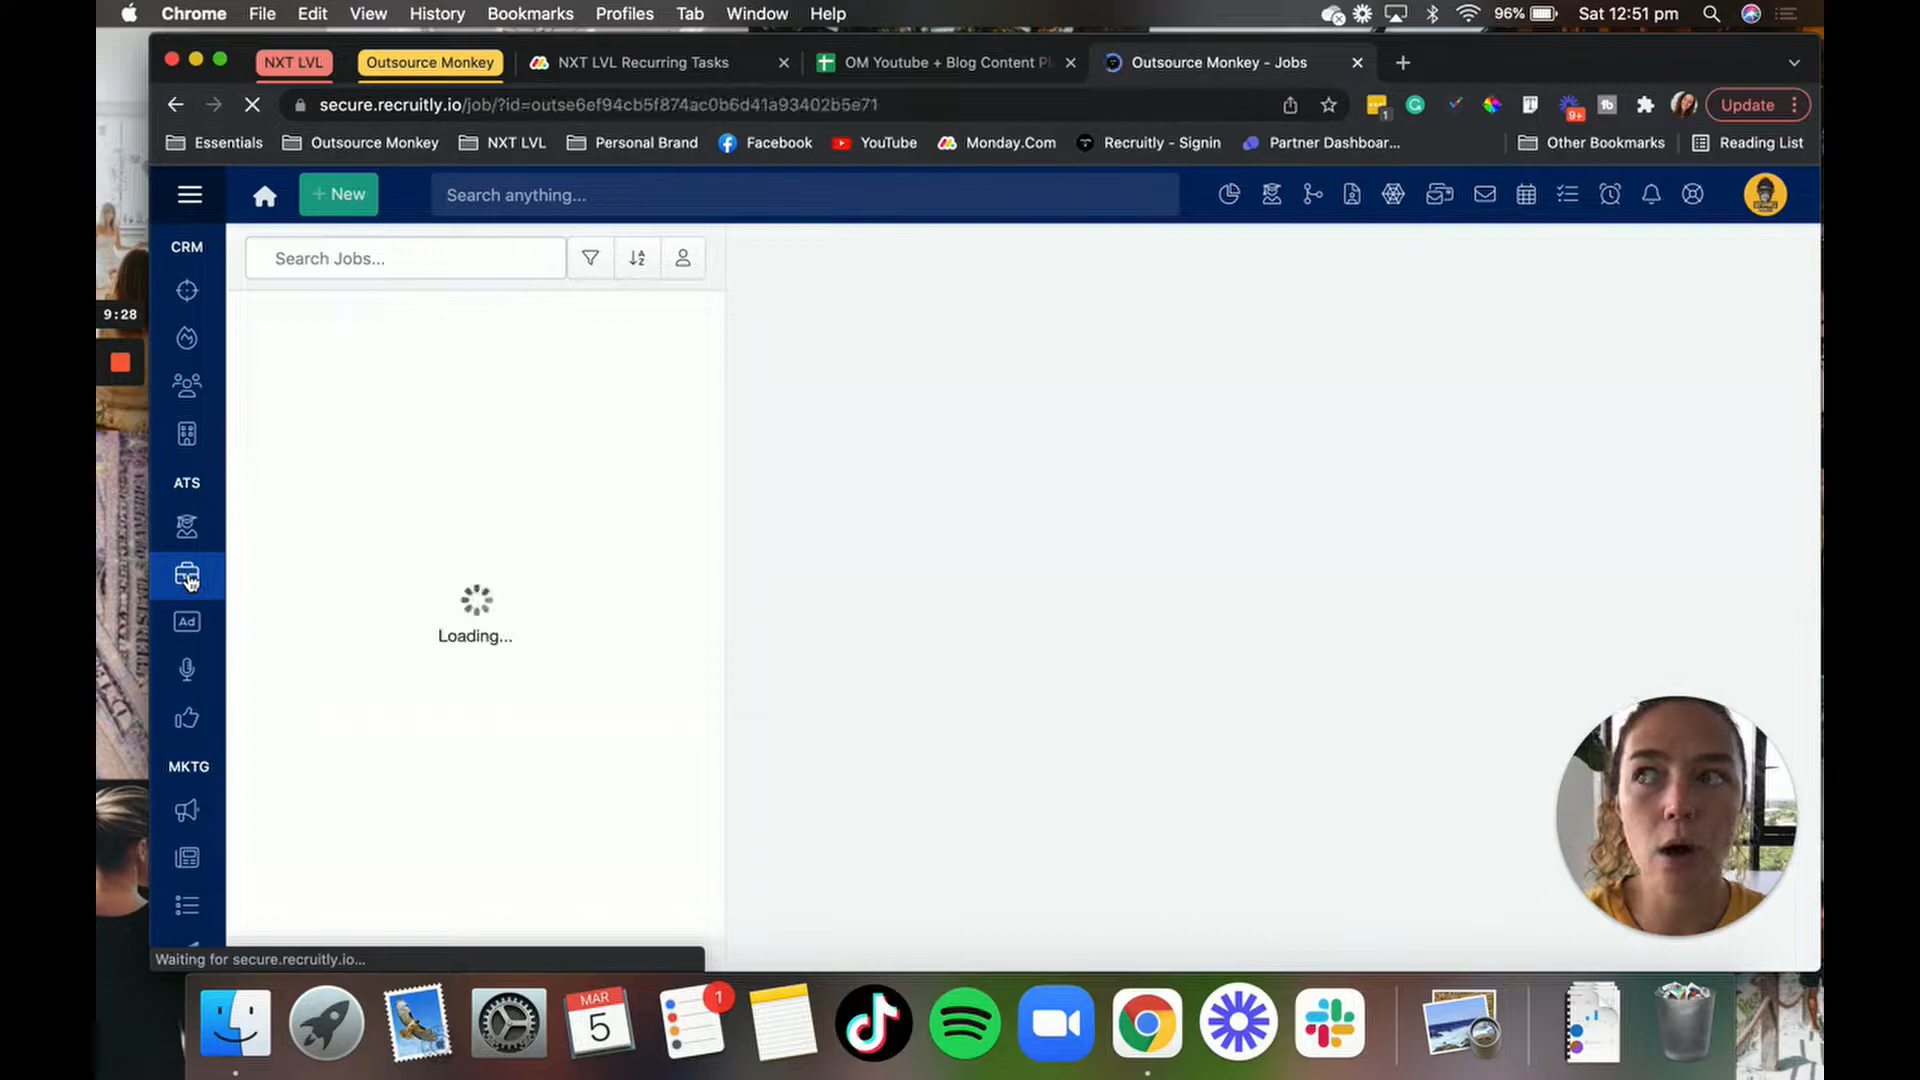 Chrome File Edit View History Bookmarks Profiles Tab Window Help 96% Sat 12:51 pm
NXT LVL Outsource Monkey NXT LVL Recurring Tasks OM Youtube + Blog Content Pl Outsource Monkey - Jobs
secure.recruitly.io/job/?id=outse6ef94cb5f874ac0b6d41a93402b5e71 1 T 9+ tb Update
Essentials Outsource Monkey NXT LVL Personal Brand Facebook YouTube Monday.Com Recruitly - Signin Partner Dashboar... Other Bookmarks Reading List
+ New Search anything...
CRM
Search Jobs...
9:28
ATS
Ad
Loading...
MKTG
Waiting for secure.recruitly.io...
MAR
5
1